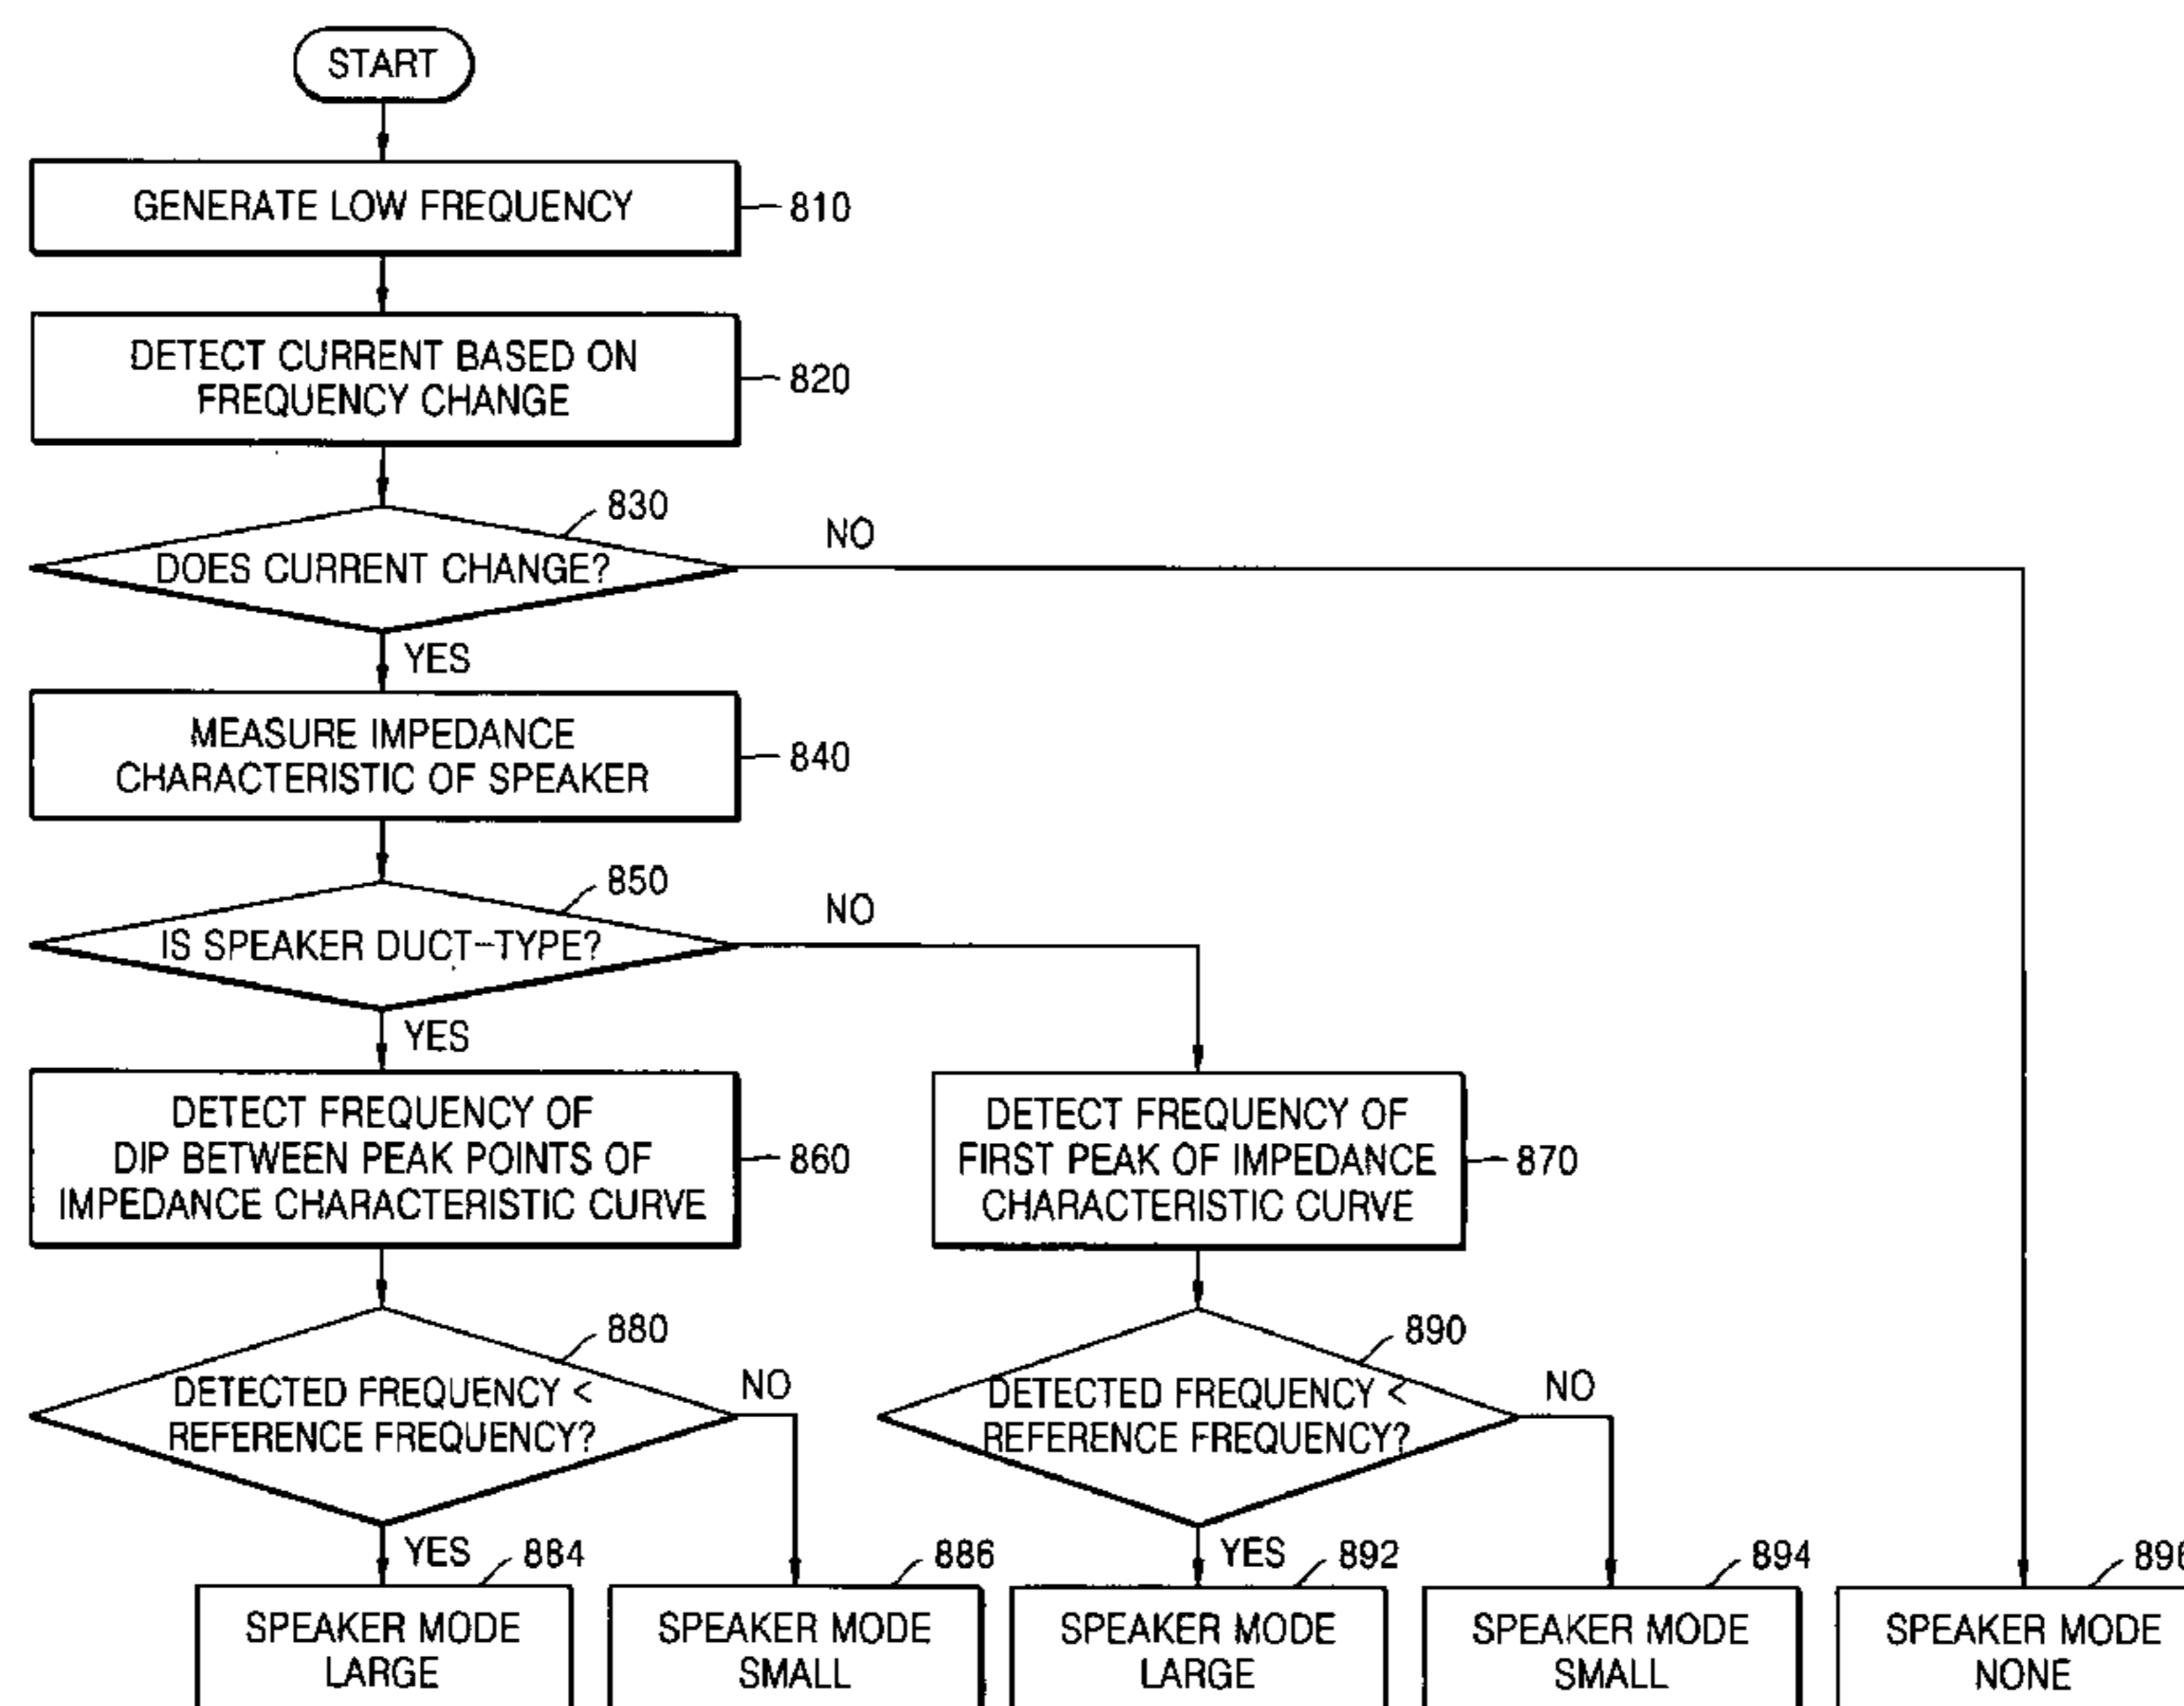 START
GENERATE LOW FREQUENCY
810
DETECT CURRENT BASED ON
FREQUENCY CHANGE
820
830
DOES CURRENT CHANGE?
NO
YES
MEASURE IMPEDANCE
CHARACTERISTIC OF SPEAKER
840
850
IS SPEAKER DUCT-TYPE?
NO
YES
DETECT FREQUENCY OF
DIP BETWEEN PEAK POINTS OF
IMPEDANCE CHARACTERISTIC CURVE
860
DETECT FREQUENCY OF
FIRST PEAK OF IMPEDANCE
CHARACTERISTIC CURVE
870
880
DETECTED FREQUENCY <
REFERENCE FREQUENCY?
NO
890
DETECTED FREQUENCY <
REFERENCE FREQUENCY?
NO
YES
884
SPEAKER MODE
LARGE
886
SPEAKER MODE
SMALL
YES
892
SPEAKER MODE
LARGE
894
SPEAKER MODE
SMALL
896
SPEAKER MODE
NONE